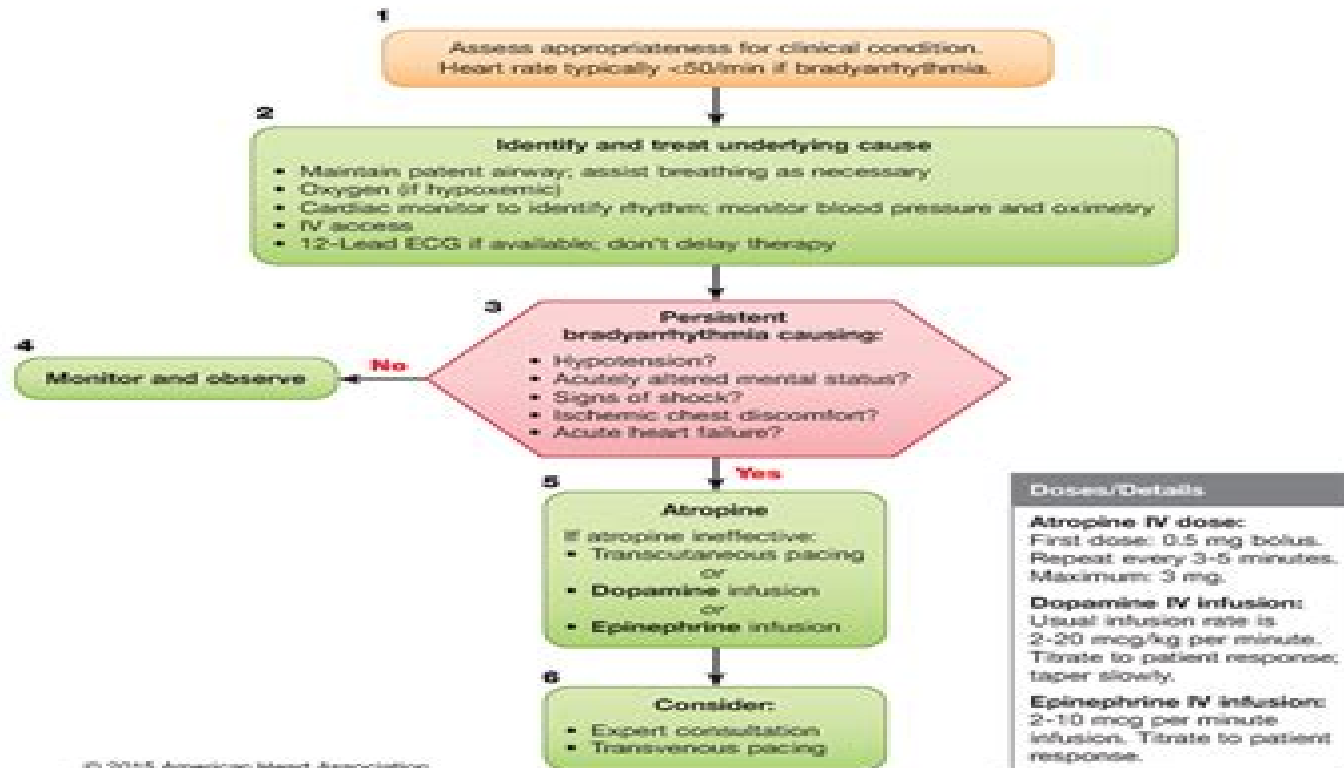 1
Assess appropriateness for clinical condition.
Heart rate typically <50/min if bradyarrhythmia.
2
Identify and treat underlying cause
• Maintain patent airway; assist breathing as necessary
• Oxygen (if hypoxemic)
• Cardiac monitor to identify rhythm; monitor blood pressure and oximetry
• IV access
• 12-Lead ECG if available; don't delay therapy
3
Persistent
bradyarrhythmia causing:
• Hypotension?
• Acutely altered mental status?
• Signs of shock?
• Ischemic chest discomfort?
• Acute heart failure?
4
No
Monitor and observe
Yes
5
Atropine
If atropine ineffective:
• Transcutaneous pacing
or
• Dopamine infusion
or
• Epinephrine infusion
6
Consider:
• Expert consultation
• Transvenous pacing
Doses/Details
Atropine IV dose:
First dose: 0.5 mg bolus.
Repeat every 3-5 minutes.
Maximum: 3 mg.
Dopamine IV infusion:
Usual infusion rate is
2-20 mcg/kg per minute.
Titrate to patient response;
taper slowly.
Epinephrine IV infusion:
2-10 mcg per minute
infusion. Titrate to patient
response.
© 2015 American Heart Association